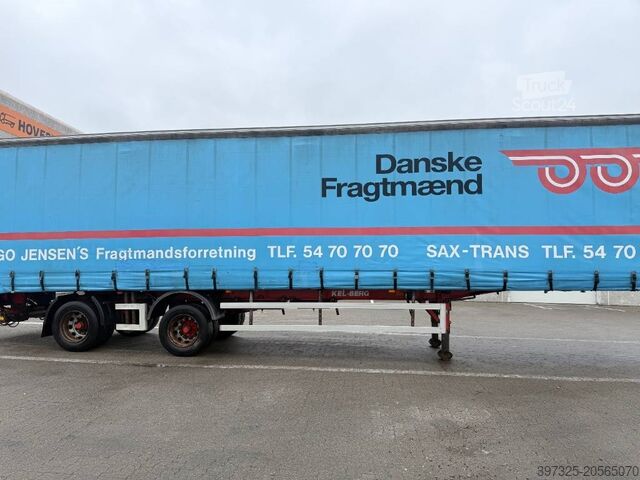 Truck
Scout24
HOVE
Danske
Fragtmænd
GO JENSEN'S Fragtmandsforretning TLF. 54 70 70 70 SAX-TRANS TLF. 54
KEL-BERG
397325-20565070